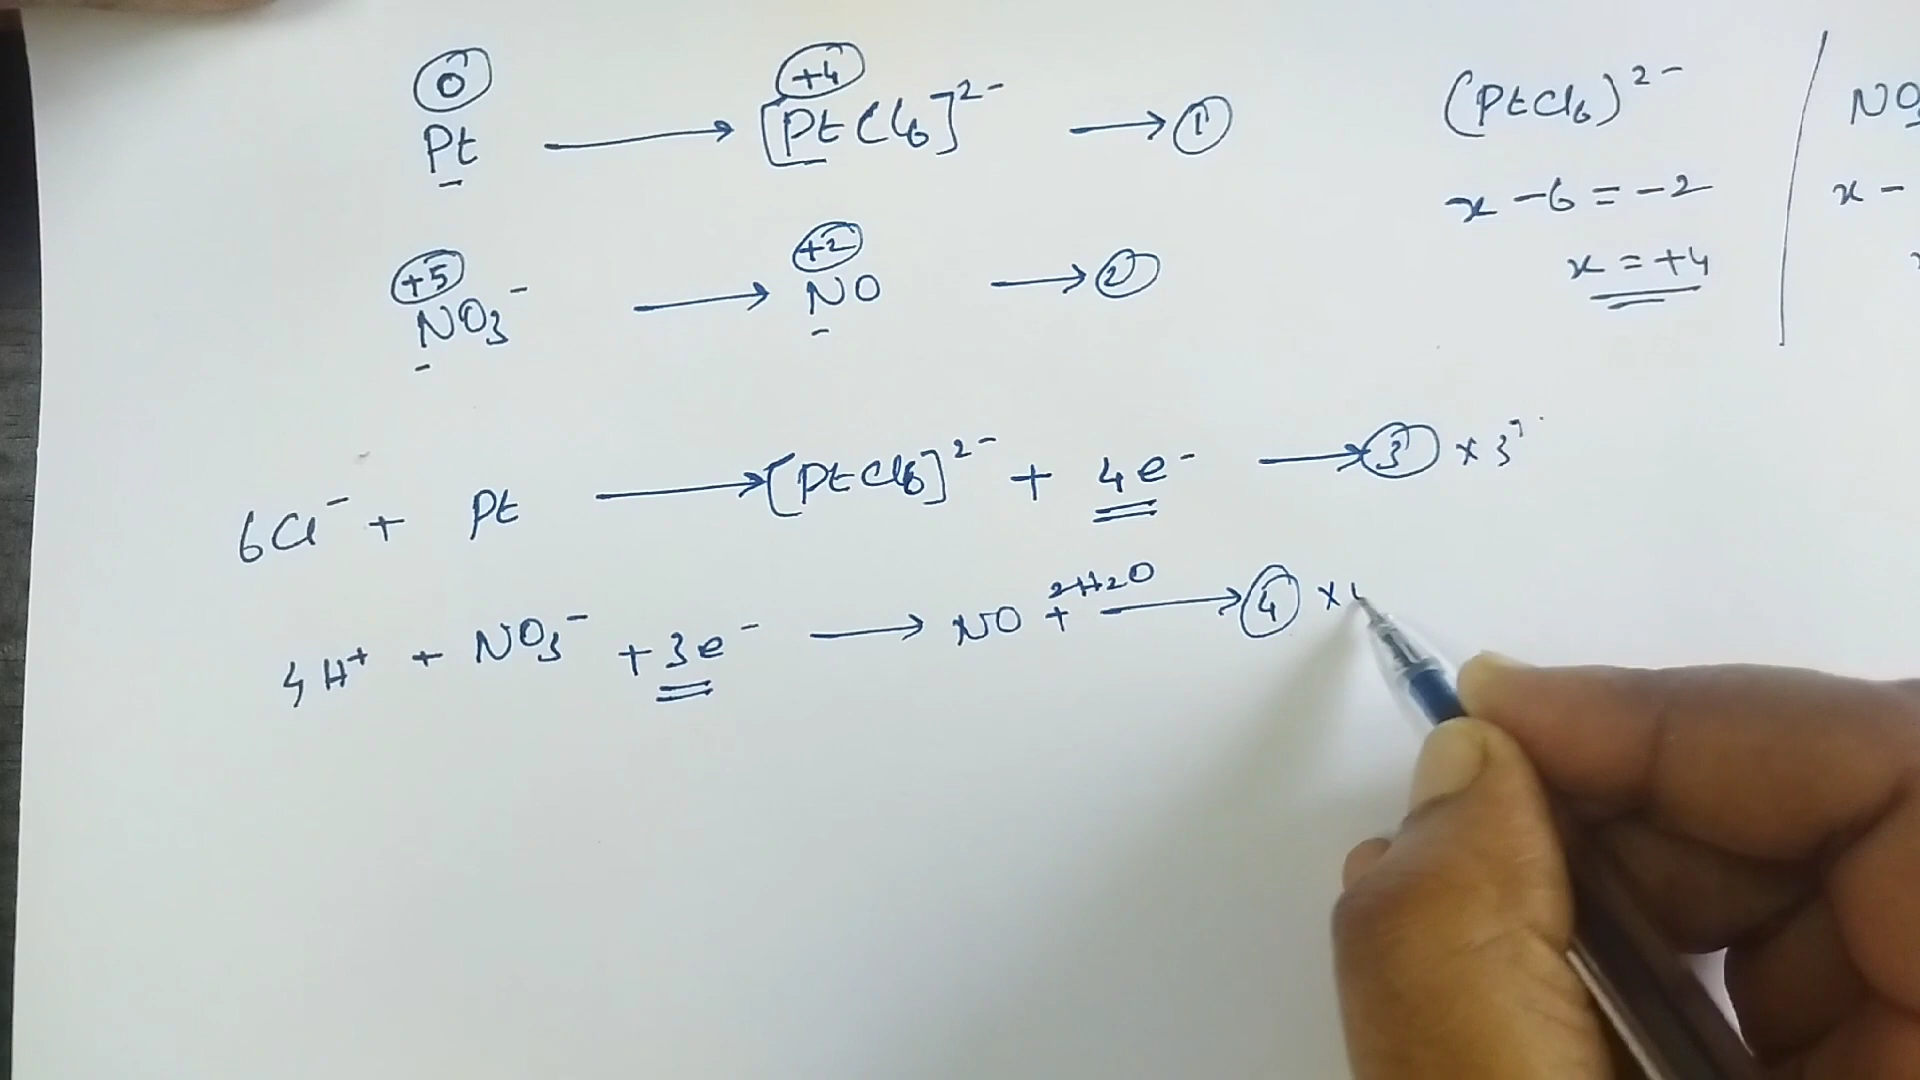 0 +4
Pt ⟶ [PtCl6]²⁻ ⟶ ①
(PtCl6)²⁻
x - 6 = -2
x = +4
NO
x -
+5 +2
NO3⁻ ⟶ NO ⟶ ②
6Cl⁻ + Pt ⟶ [PtCl6]²⁻ + 4e⁻ ⟶ ③ × 3
4H⁺ + NO3⁻ + 3e⁻ ⟶ NO + 2H2O ⟶ ④ ×